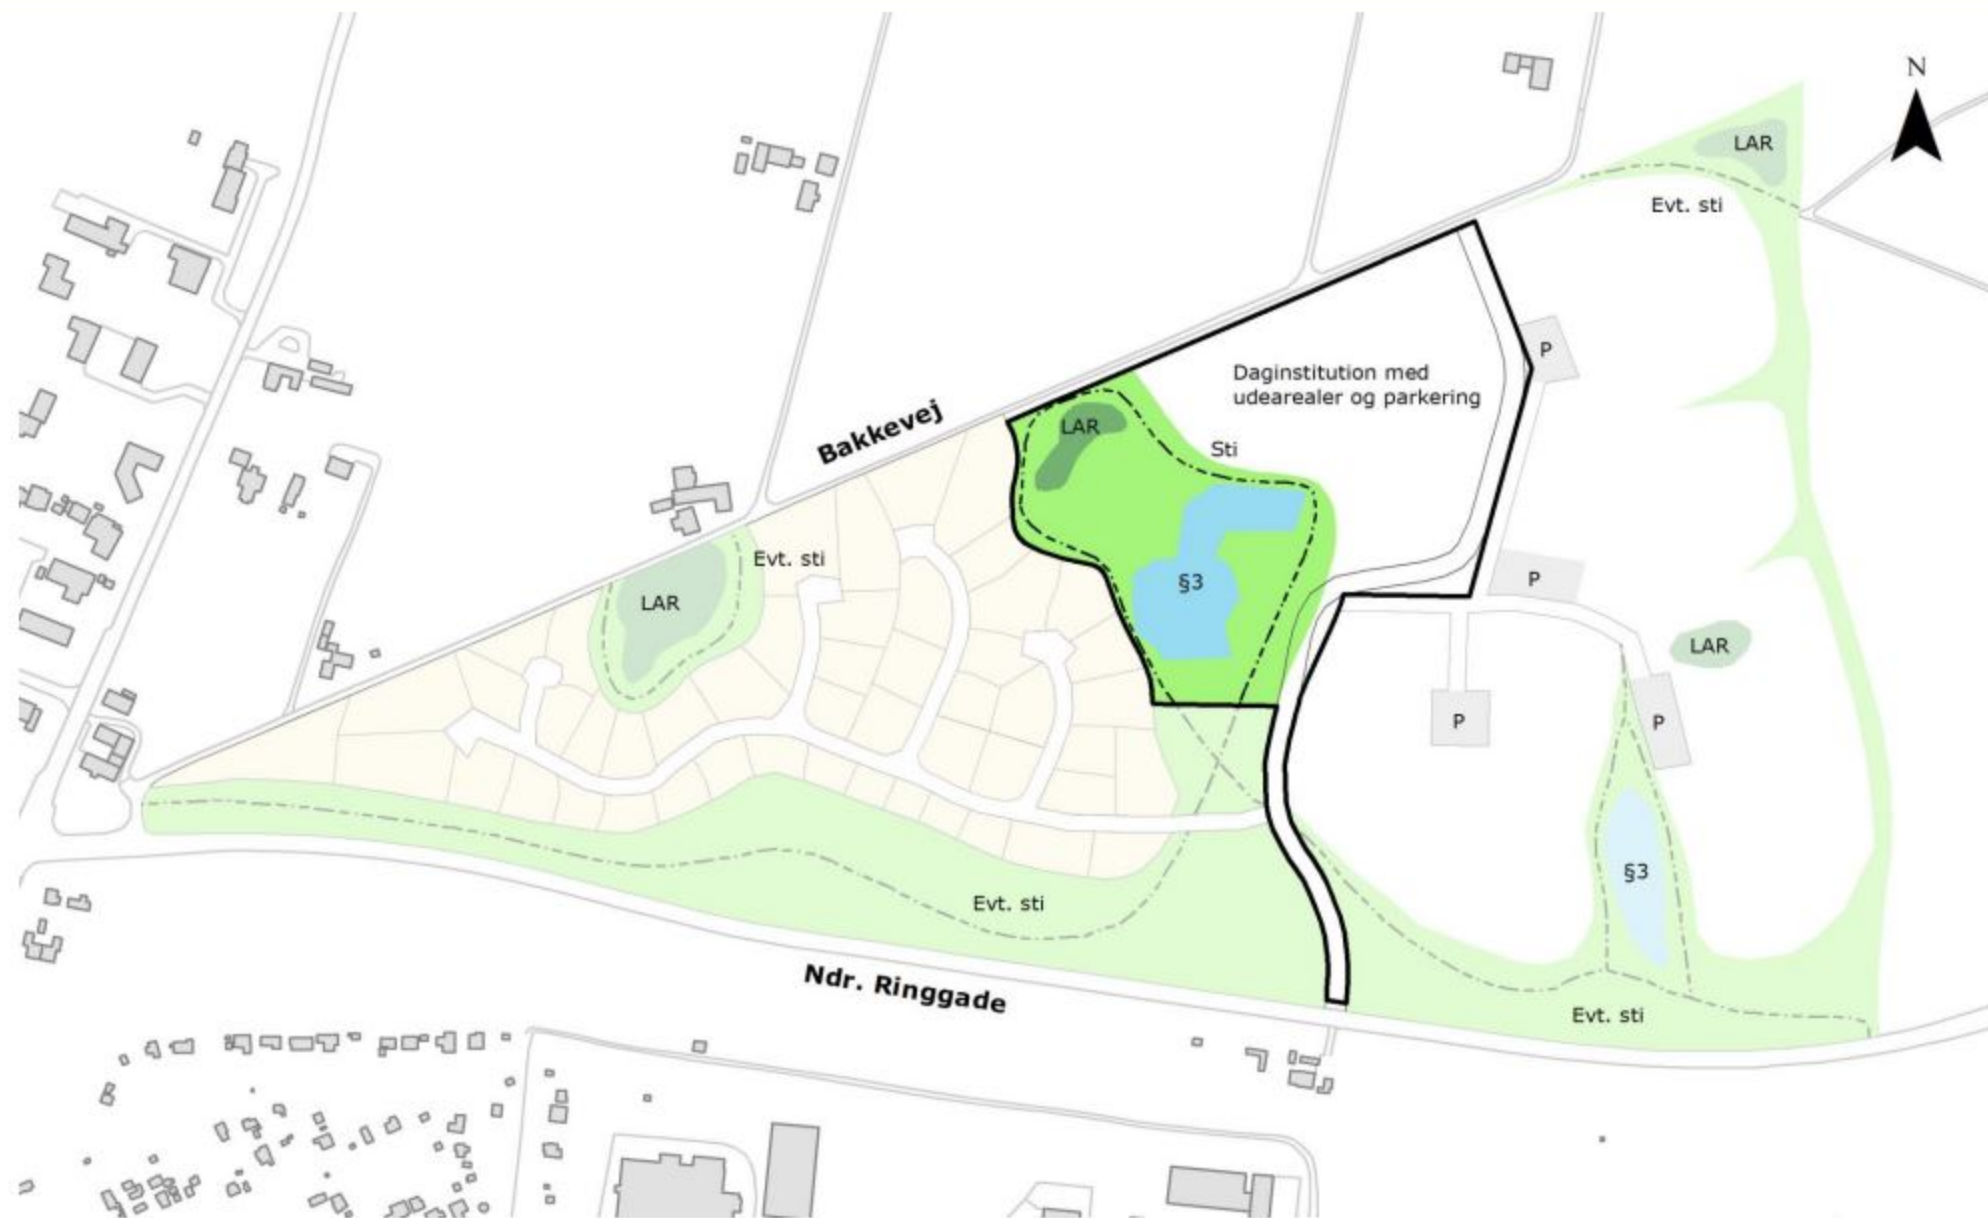 N
LAR
Evt. sti
P
Daginstitution med
udearealer og parkering
Bakkevej
LAR
Sti
Evt. sti
LAR
§3
P
LAR
P
P
§3
Evt. sti
Ndr. Ringgade
Evt. sti